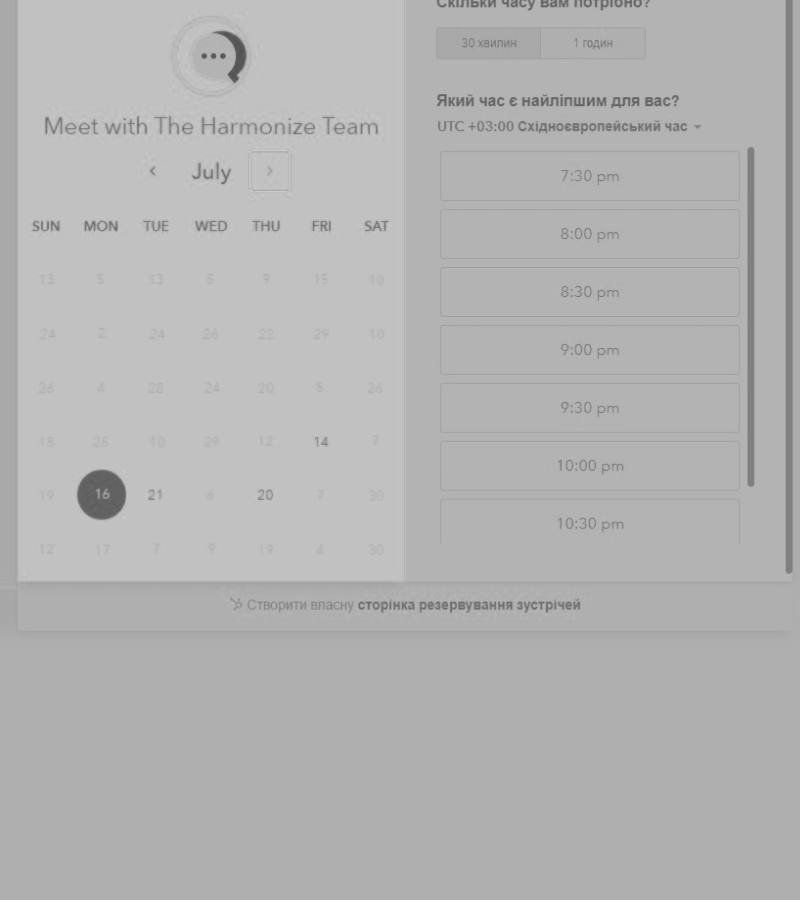 Meet with The Harmonize Team
July
SUN MON TUE WED THU FRI SAT
13 5 13 5 9 15 10
24 2 24 26 22 29 10
26 4 28 24 20 5 26
18 25 10 29 12 14 7
19 16 21 6 20 7 30
12 17 7 9 19 4 30
Скільки часу вам потрібно?
30 хвилин 1 годин
Який час є найліпшим для вас?
UTC +03:00 Східноєвропейський час
7:30 pm
8:00 pm
8:30 pm
9:00 pm
9:30 pm
10:00 pm
10:30 pm
Створити власну сторінка резервування зустрічей